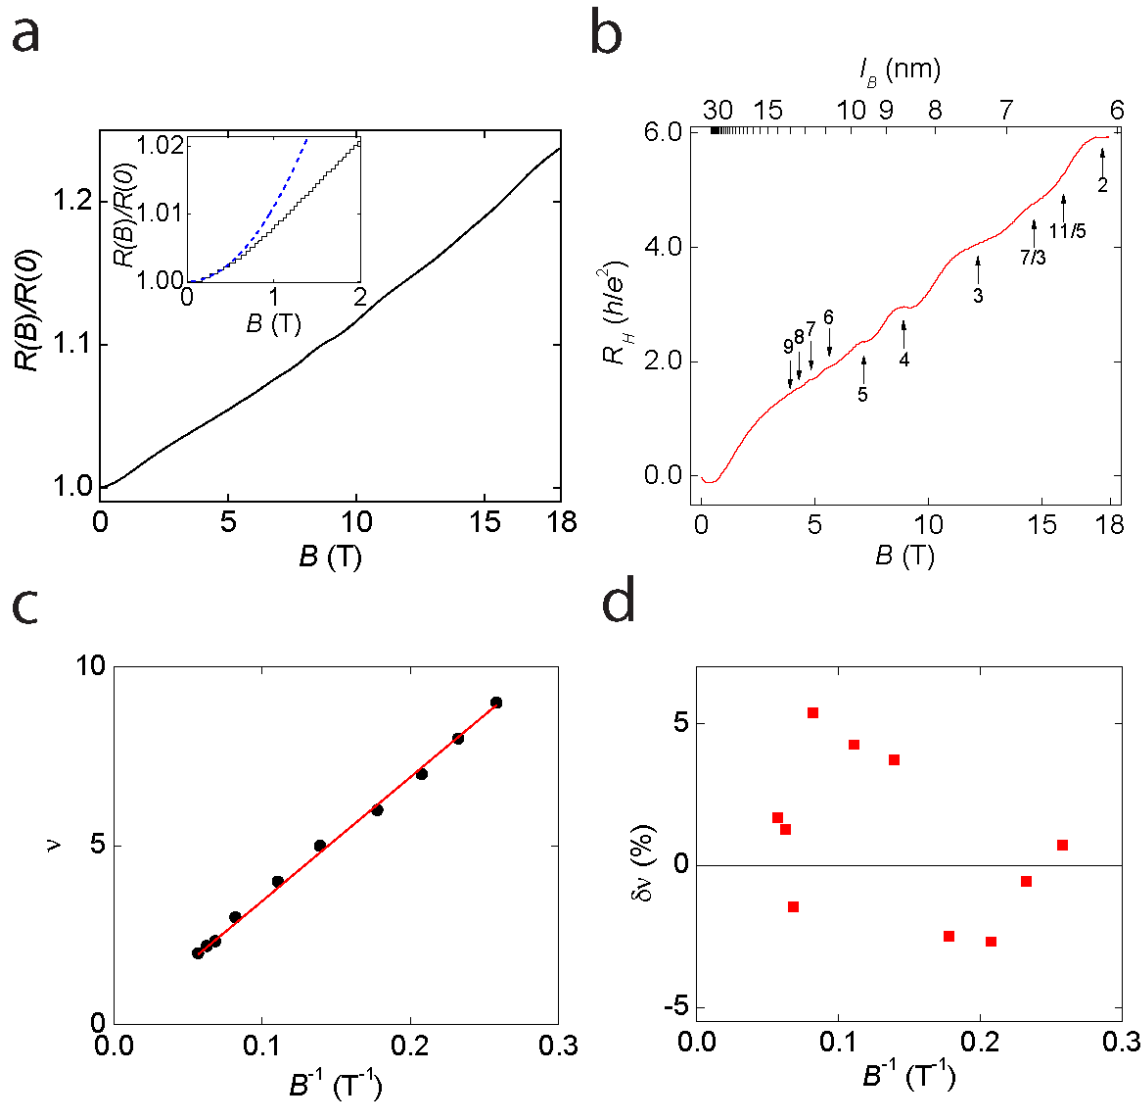 a
R(B)/R(0)
1.2
1.1
1.0
0
5
10
15
18
B (T)
R(B)/R(0)
1.02
1.01
1.00
0
1
2
B (T)
b
l_B (nm)
30 15 10 9 8 7 6
R_H (h/e²)
6.0
4.0
2.0
0.0
9
8
7
6
5
4
3
7/3
11/5
2
0 5 10 15 18
B (T)
c
ν
10
5
0
0.0 0.1 0.2 0.3
B⁻¹ (T⁻¹)
d
δν (%)
5
0
-5
0.0 0.1 0.2 0.3
B⁻¹ (T⁻¹)